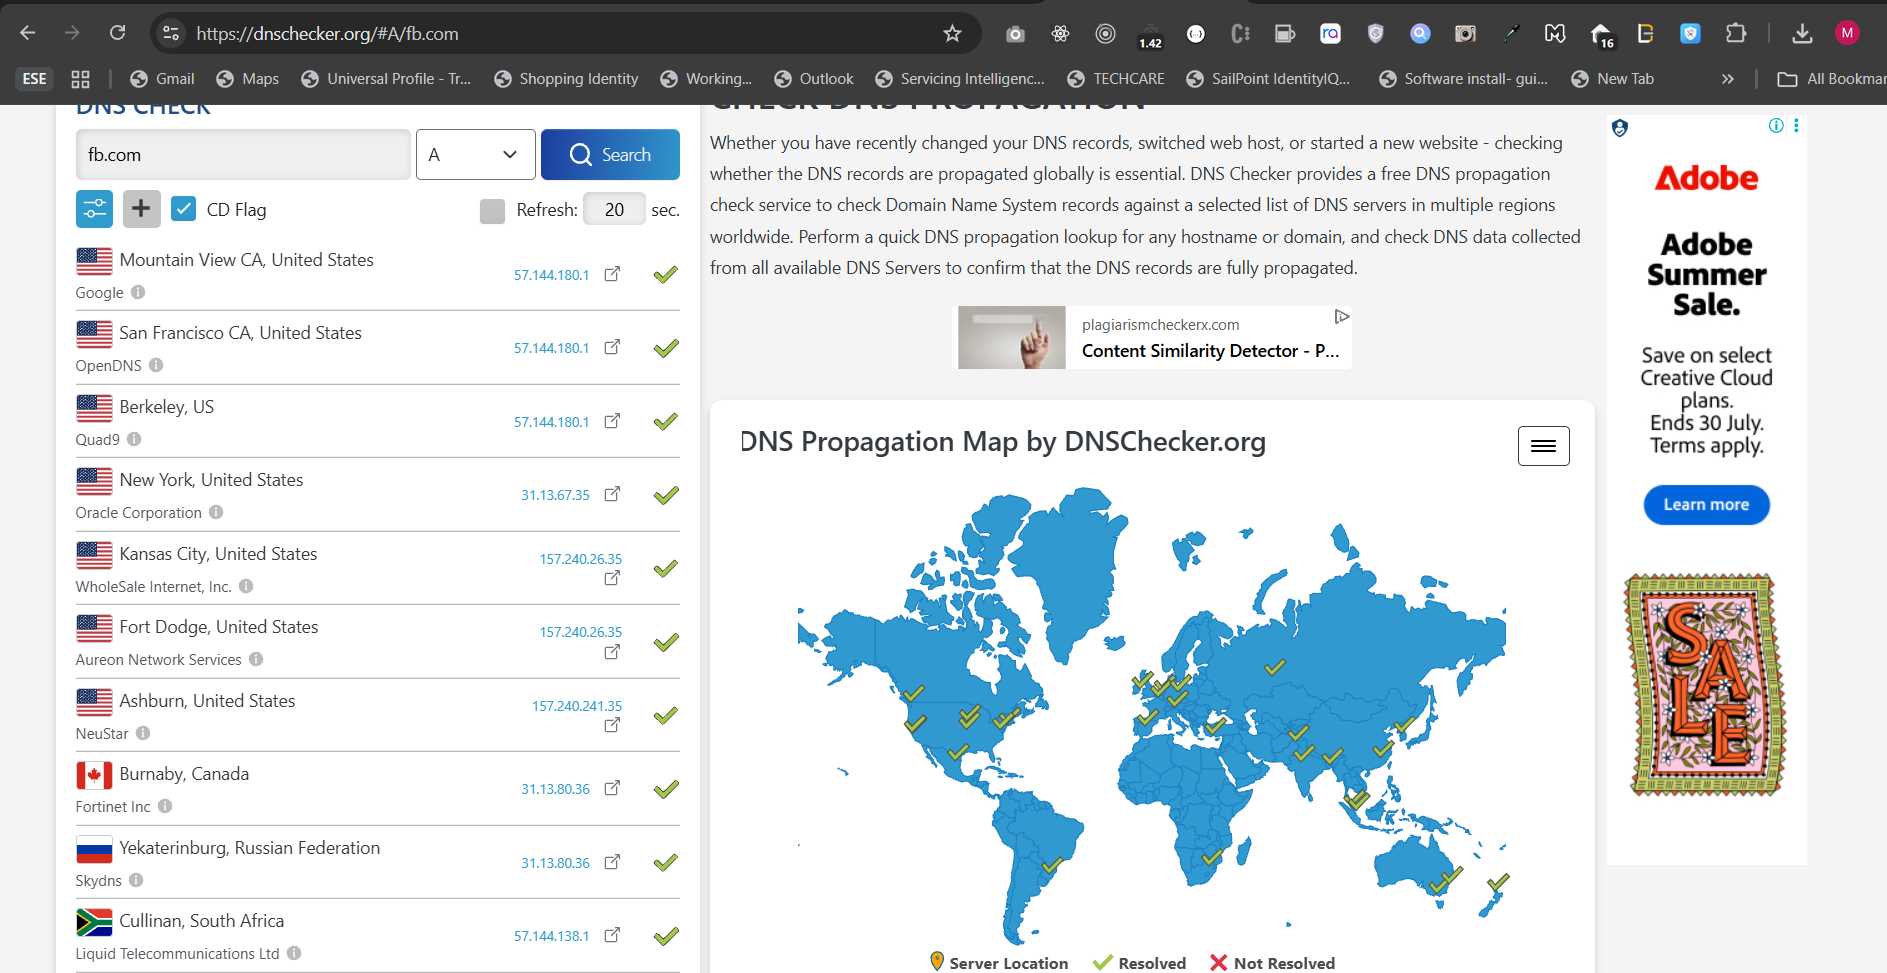 https://dnschecker.org/#A/fb.com
1.42
ra
16
M
ESE
Gmail
Maps
Universal Profile - Tr...
Shopping Identity
Working...
Outlook
Servicing Intelligenc...
TECHCARE
SailPoint IdentityIQ...
Software install- gui...
New Tab
»
All Bookmar
DNS CHECK
fb.com
A
Search
CD Flag
Refresh: 20 sec.
Mountain View CA, United States
Google
57.144.180.1
San Francisco CA, United States
OpenDNS
57.144.180.1
Berkeley, US
Quad9
57.144.180.1
New York, United States
Oracle Corporation
31.13.67.35
Kansas City, United States
WholeSale Internet, Inc.
157.240.26.35
Fort Dodge, United States
Aureon Network Services
157.240.26.35
Ashburn, United States
NeuStar
157.240.241.35
Burnaby, Canada
Fortinet Inc
31.13.80.36
Yekaterinburg, Russian Federation
Skydns
31.13.80.36
Cullinan, South Africa
Liquid Telecommunications Ltd
57.144.138.1
CHECK DNS PROPAGATION
Whether you have recently changed your DNS records, switched web host, or started a new website - checking
whether the DNS records are propagated globally is essential. DNS Checker provides a free DNS propagation
check service to check Domain Name System records against a selected list of DNS servers in multiple regions
worldwide. Perform a quick DNS propagation lookup for any hostname or domain, and check DNS data collected
from all available DNS Servers to confirm that the DNS records are fully propagated.
plagiarismcheckerx.com
Content Similarity Detector - P...
DNS Propagation Map by DNSChecker.org
Server Location
Resolved
Not Resolved
Adobe
Adobe
Summer
Sale.
Save on select
Creative Cloud
plans.
Ends 30 July.
Terms apply.
Learn more
SALE